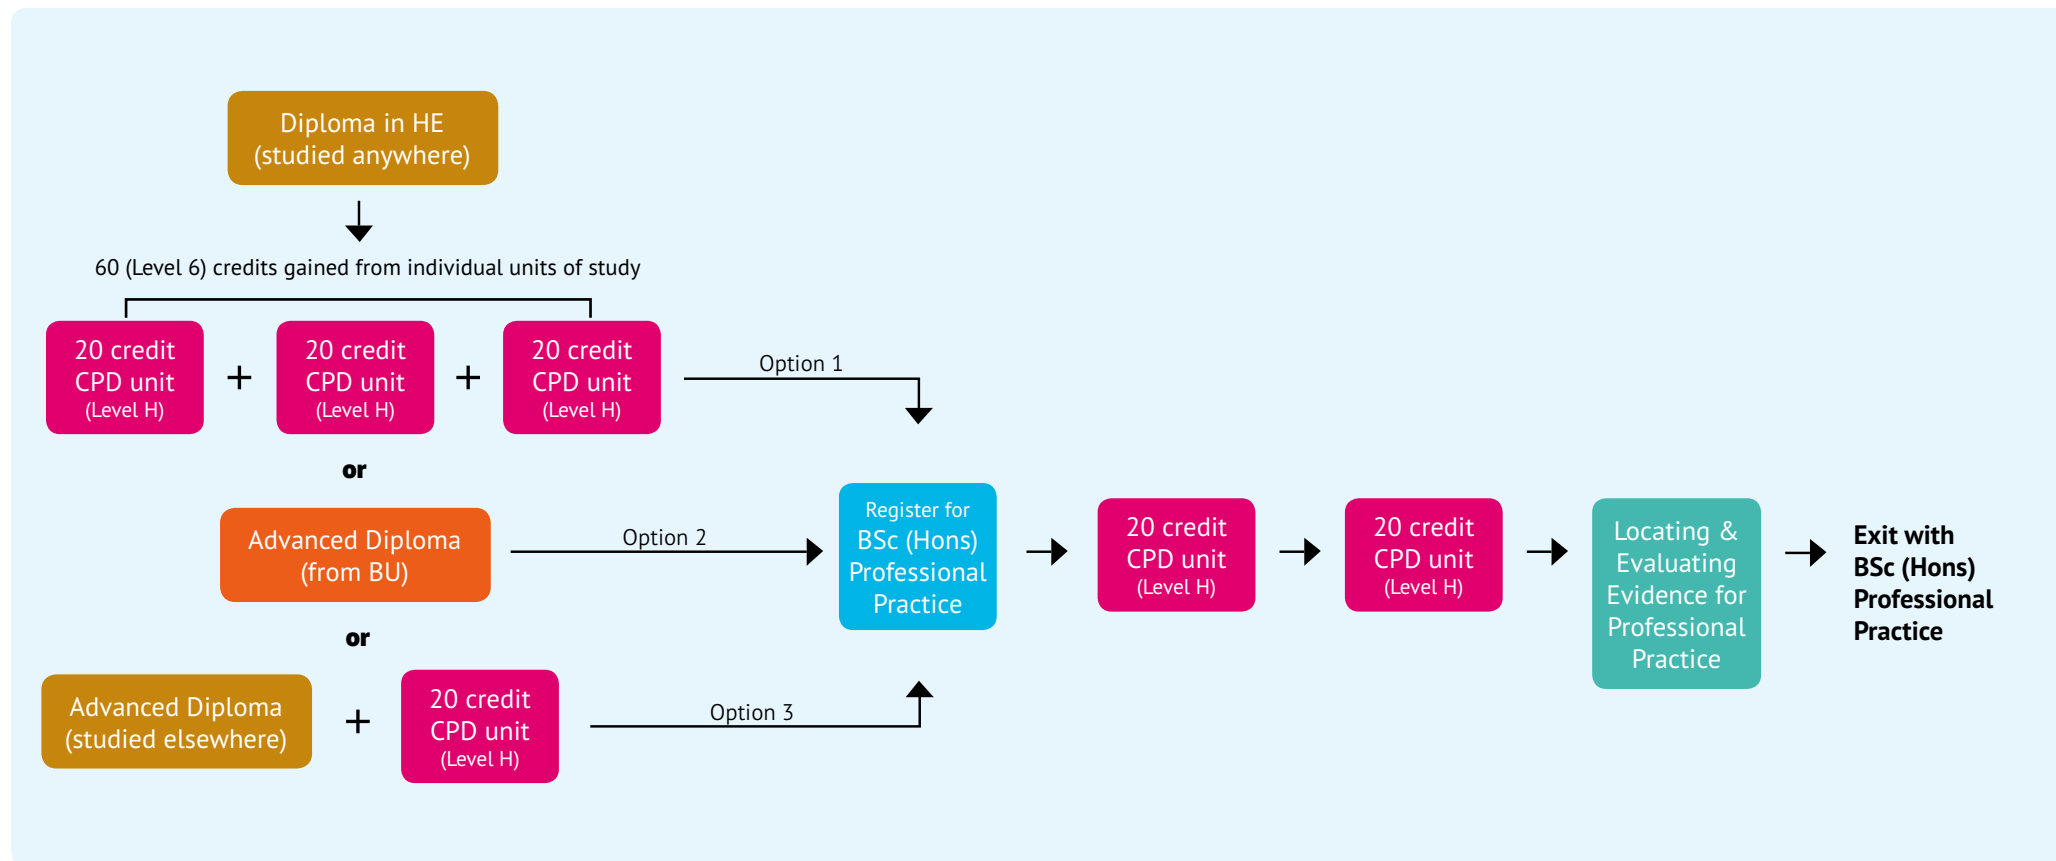 Diploma in HE
(studied anywhere)
60 (Level 6) credits gained from individual units of study
20 credit
CPD unit
(Level H)
+
20 credit
CPD unit
(Level H)
+
20 credit
CPD unit
(Level H)
Option 1
or
Advanced Diploma
(from BU)
Option 2
or
Advanced Diploma
(studied elsewhere)
+
20 credit
CPD unit
(Level H)
Option 3
Register for
BSc (Hons)
Professional
Practice
20 credit
CPD unit
(Level H)
20 credit
CPD unit
(Level H)
Locating &
Evaluating
Evidence for
Professional
Practice
Exit with
BSc (Hons)
Professional
Practice